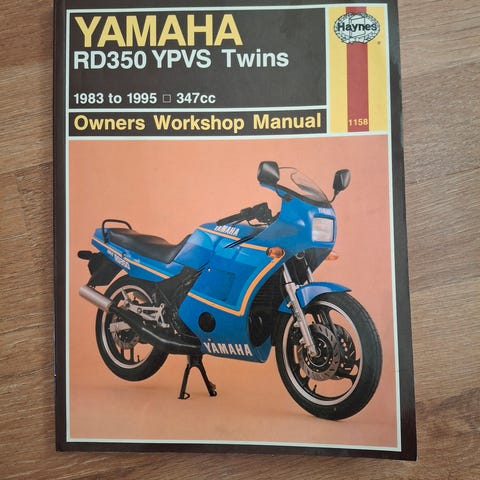 YAMAHA
RD350 YPVS Twins
1983 to 1995 □ 347cc
Owners Workshop Manual
Haynes
1158
YAMAHA
YAMAHA